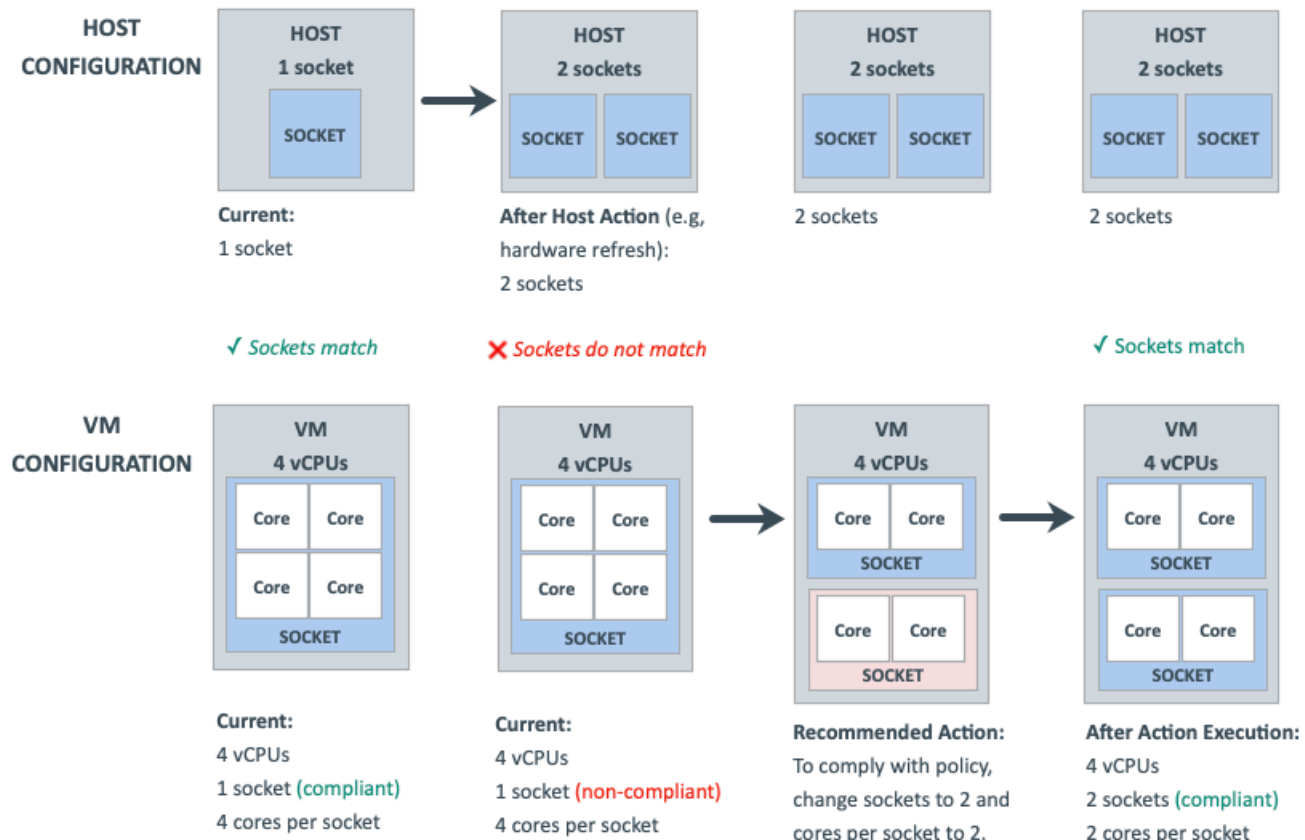 HOST
CONFIGURATION
HOST
1 socket
SOCKET
Current:
1 socket
HOST
2 sockets
SOCKET SOCKET
After Host Action (e.g,
hardware refresh):
2 sockets
HOST
2 sockets
SOCKET SOCKET
2 sockets
HOST
2 sockets
SOCKET SOCKET
2 sockets
✓ Sockets match
✗ Sockets do not match
✓ Sockets match
VM
CONFIGURATION
VM
4 vCPUs
Core Core
Core Core
SOCKET
Current:
4 vCPUs
1 socket (compliant)
4 cores per socket
VM
4 vCPUs
Core Core
Core Core
SOCKET
Current:
4 vCPUs
1 socket (non-compliant)
4 cores per socket
VM
4 vCPUs
Core Core
SOCKET
Core Core
SOCKET
Recommended Action:
To comply with policy,
change sockets to 2 and
cores per socket to 2.
VM
4 vCPUs
Core Core
SOCKET
Core Core
SOCKET
After Action Execution:
4 vCPUs
2 sockets (compliant)
2 cores per socket